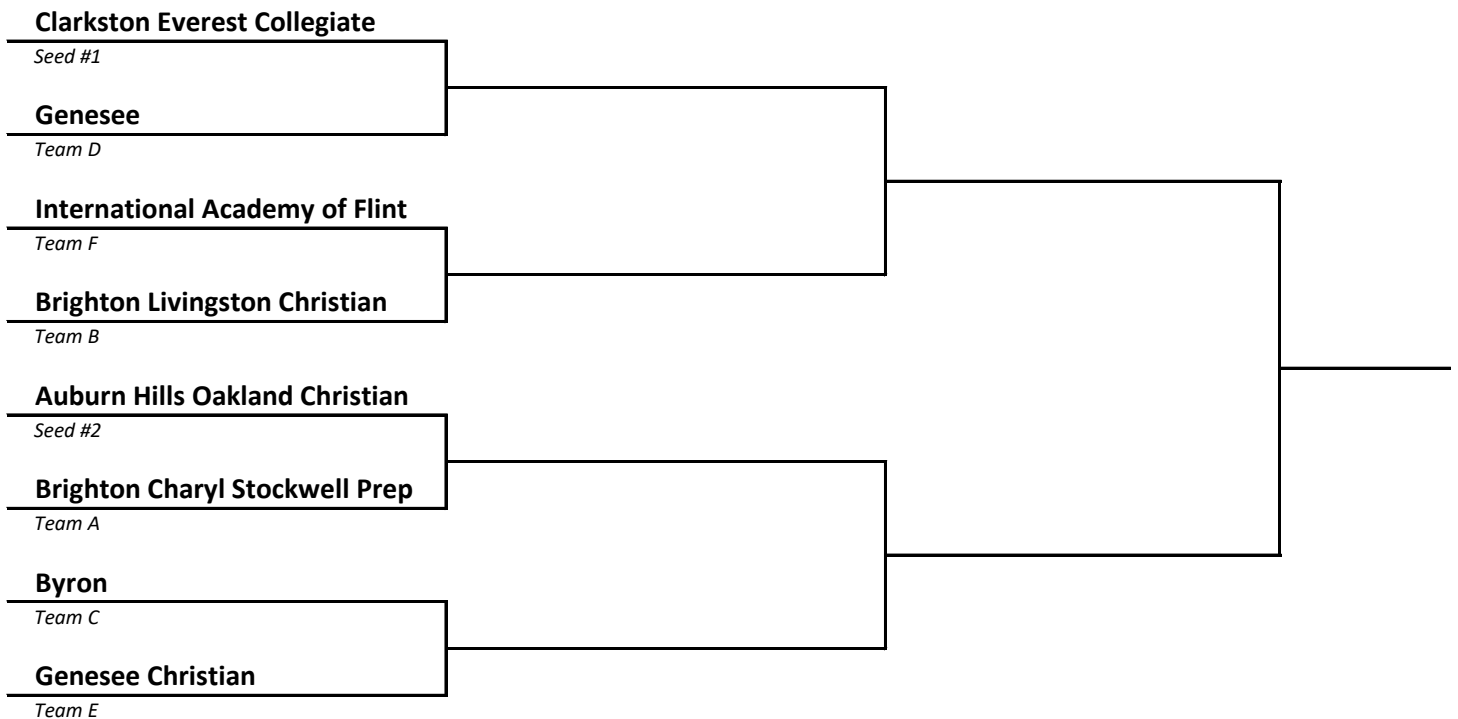 Clarkston Everest Collegiate
Seed #1
Genesee
Team D
International Academy of Flint
Team F
Brighton Livingston Christian
Team B
Auburn Hills Oakland Christian
Seed #2
Brighton Charyl Stockwell Prep
Team A
Byron
Team C
Genesee Christian
Team E